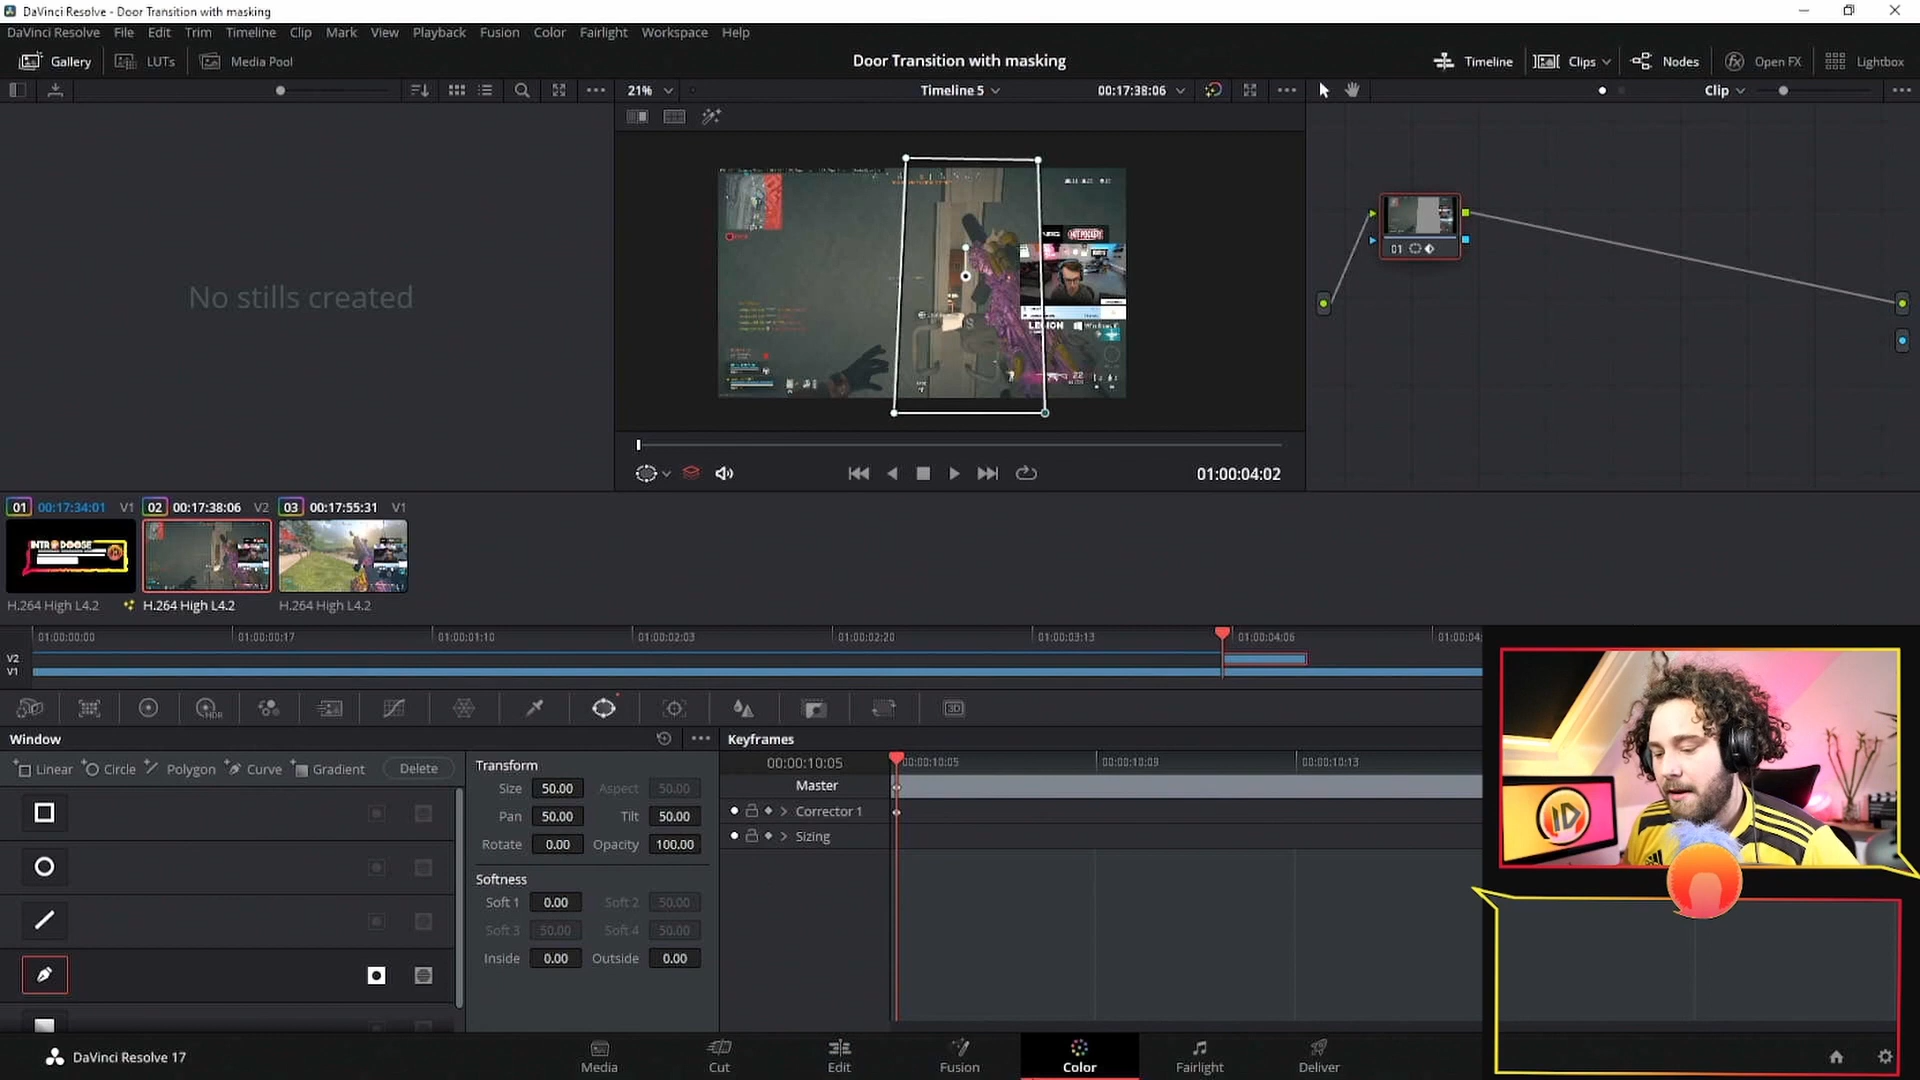 DaVinci Resolve - Door Transition with masking
DaVinci Resolve File Edit Trim Timeline Clip Mark View Playback Fusion Color Fairlight Workspace Help
Gallery LUTs Media Pool Door Transition with masking Timeline Clips Nodes Open FX Lightbox
21% Timeline 5 00:17:38:06 Clip
No stills created
LEGION
01
01:00:04:02
01 00:17:34:01 V1 02 00:17:38:06 V2 03 00:17:55:31 V1
H.264 High L4.2 H.264 High L4.2 H.264 High L4.2
01:00:00:00 01:00:00:17 01:00:01:10 01:00:02:03 01:00:02:20 01:00:03:13 01:00:04:06 01:00:04:
V2
V1
HDR 3D
Window Keyframes
Linear Circle Polygon Curve Gradient Delete
Transform
Size 50.00 Aspect 50.00
Pan 50.00 Tilt 50.00
Rotate 0.00 Opacity 100.00
Softness
Soft 1 0.00 Soft 2 50.00
Soft 3 50.00 Soft 4 50.00
Inside 0.00 Outside 0.00
00:00:10:05 00:00:10:05 00:00:10:09 00:00:10:13
Master
Corrector 1
Sizing
ID
DaVinci Resolve 17
Media Cut Edit Fusion Color Fairlight Deliver